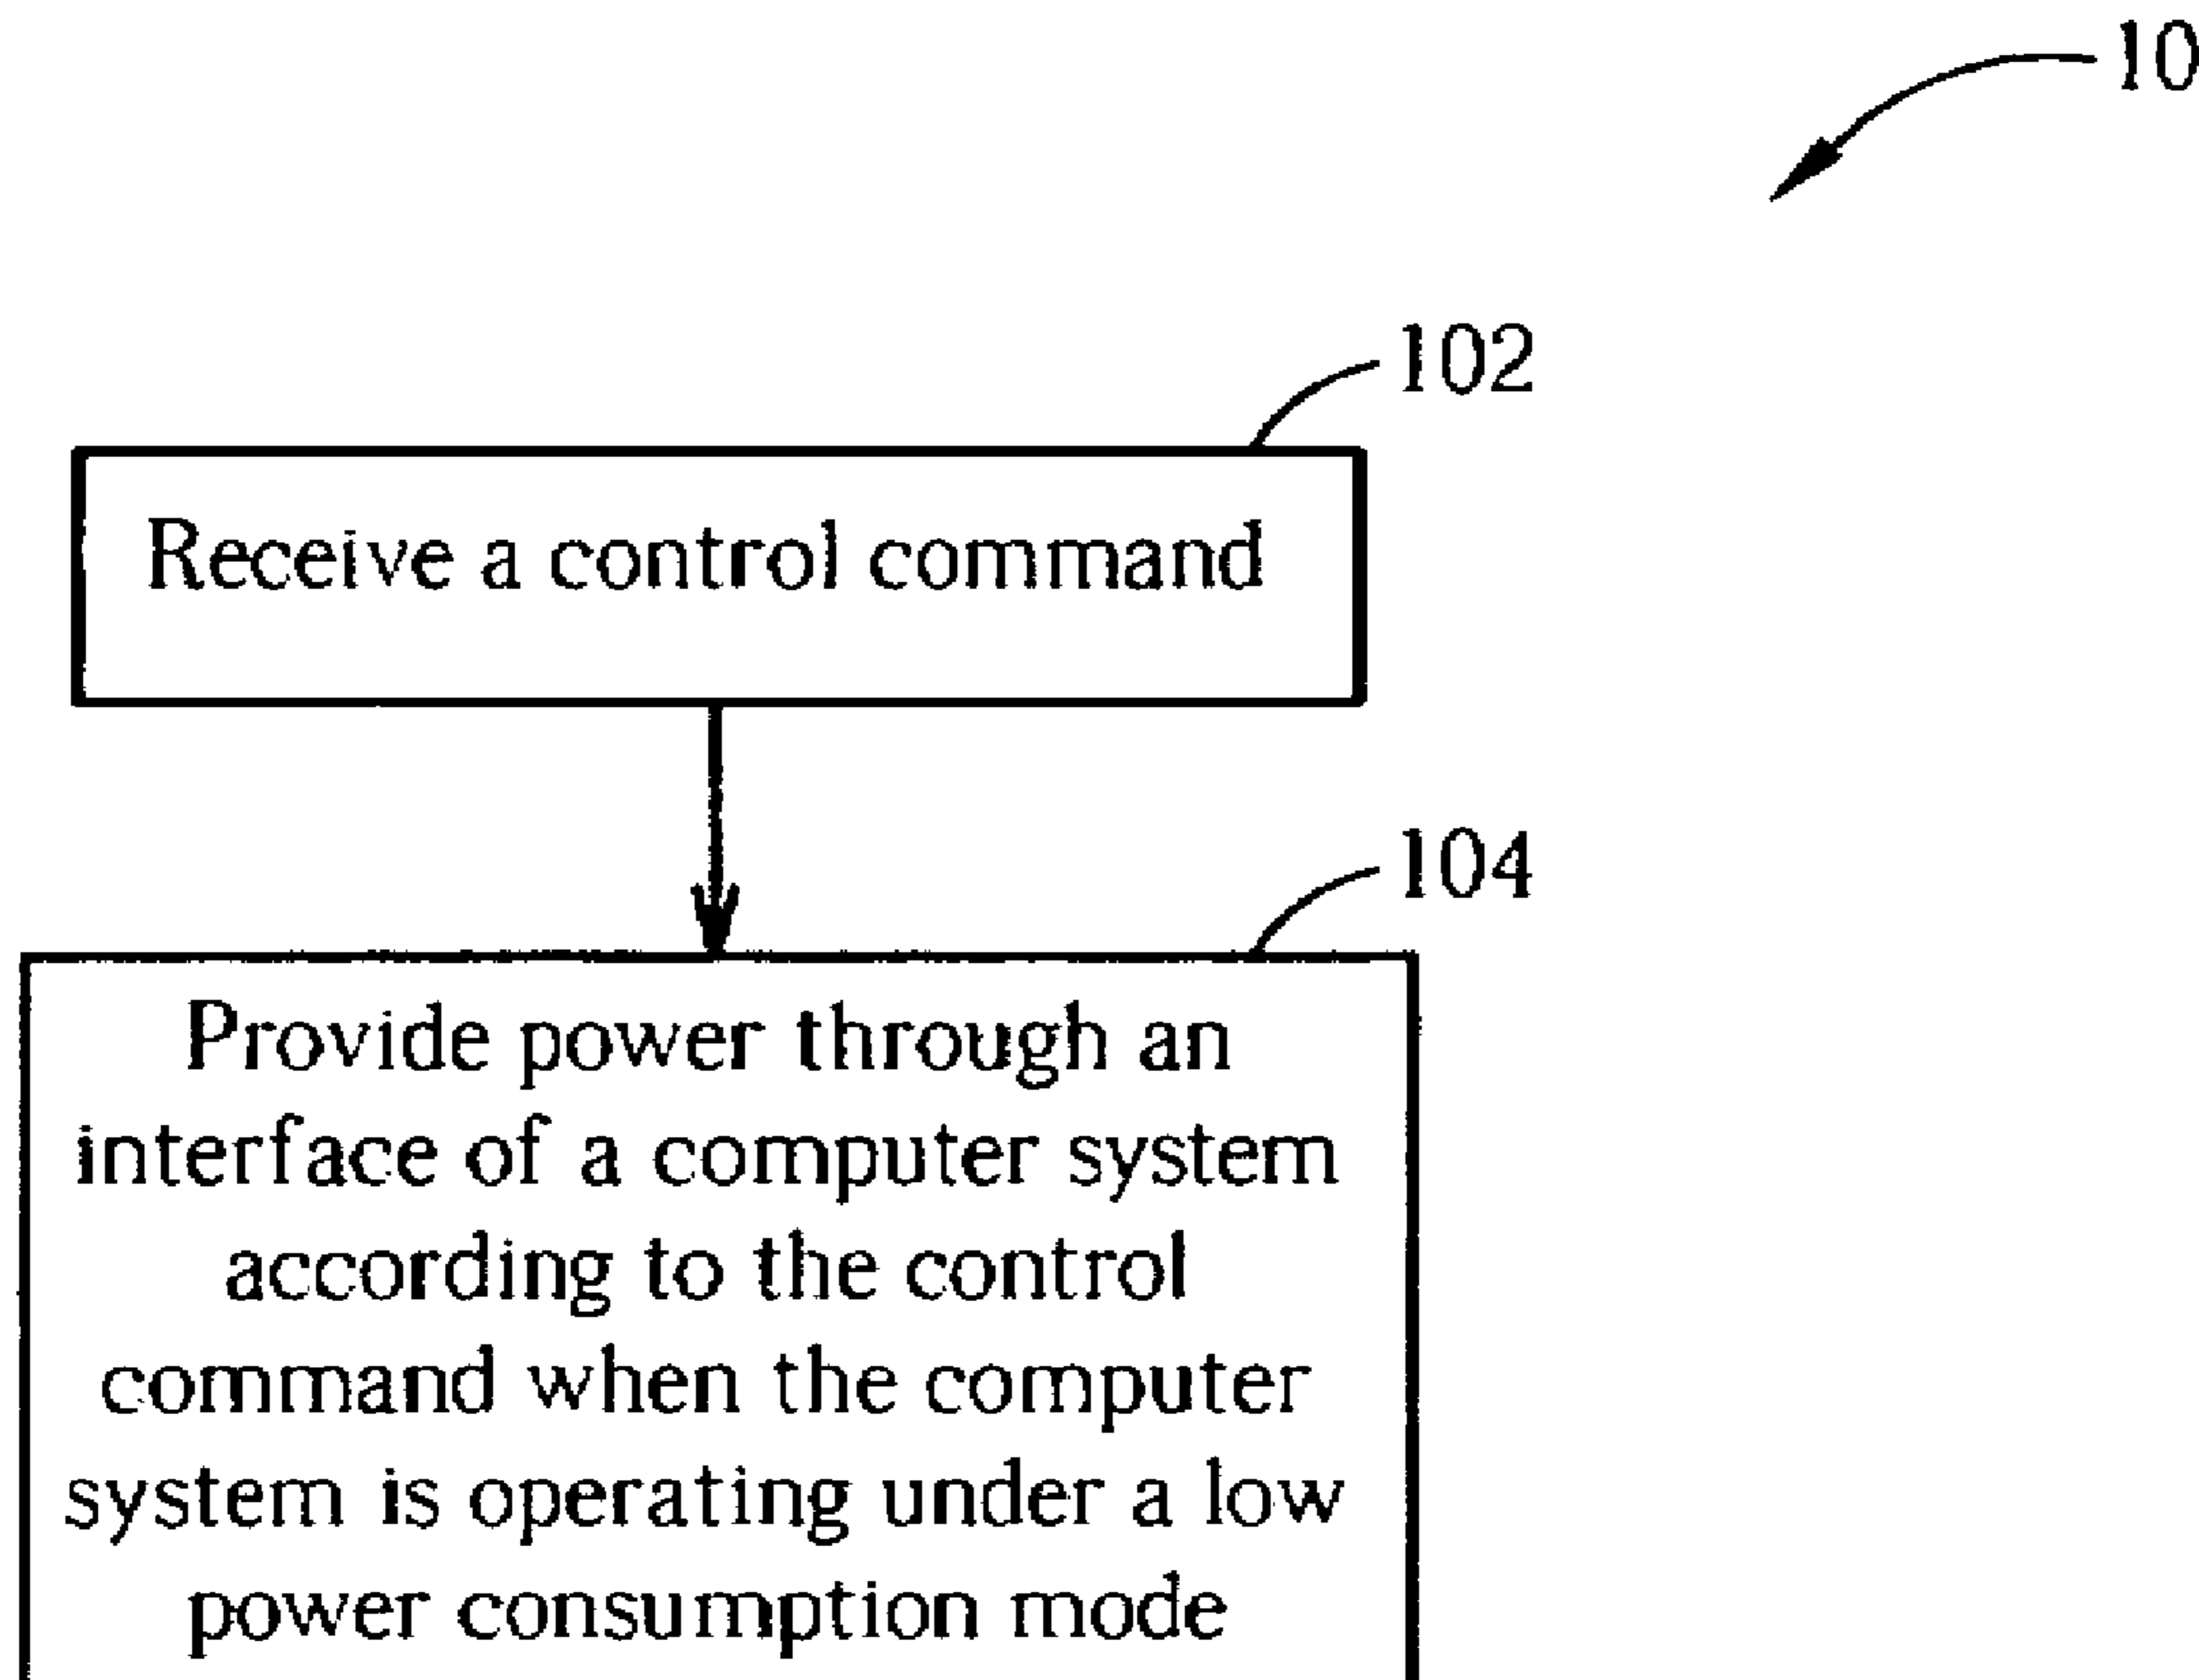 10
102
Receive a control command
104
Provide power through an
interface of a computer system
according to the control
command when the computer
system is operating under a low
power consumption mode